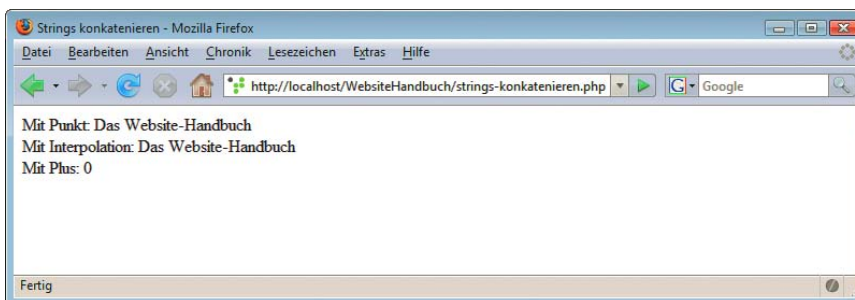 Strings konkatenieren - Mozilla Firefox
Datei Bearbeiten Ansicht Chronik Lesezeichen Extras Hilfe
http://localhost/WebsiteHandbuch/strings-konkatenieren.php G Google
Mit Punkt: Das Website-Handbuch
Mit Interpolation: Das Website-Handbuch
Mit Plus: 0
Fertig